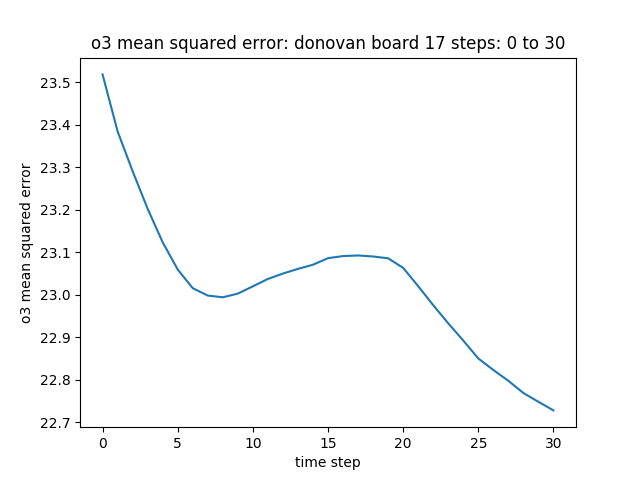 o3 mean squared error: donovan board 17 steps: 0 to 30
23.5
23.4
23.3
23.2
23.1
23.0
22.9
22.8
22.7
o3 mean squared error
0 5 10 15 20 25 30
time step